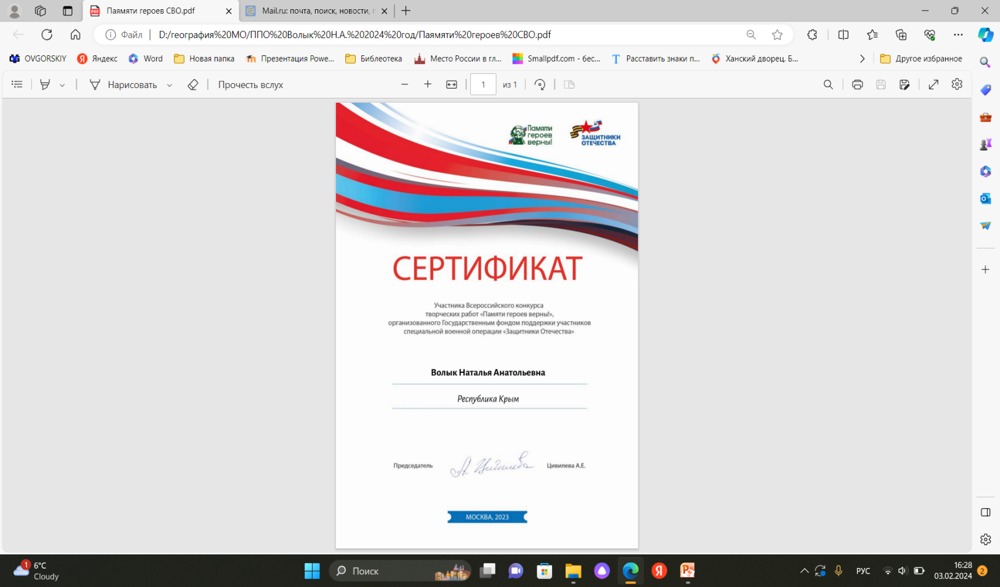 Паямяти героев СВО.pdf
Mail.ru: почта, поиск, новости, г
Файл
D:/география%20МО/ППО%20Волык%20Н.А.%202024%20год/Паямяти%20героев%20СВО.pdf
OVGORSKIY
Яндекс
Word
Новая папка
Презентация Powe...
Библиотека
Место России в гл...
Smallpdf.com - бес...
Расставить знаки п...
Ханский дворец. Б...
Другое избранное
Нарисовать
Прочесть вслух
1
из 1
Памяти
героев
верны!
ЗАЩИТНИКИ
ОТЕЧЕСТВА
СЕРТИФИКАТ
Участника Всероссийского конкурса
творческих работ «Памяти героев верны!»,
организованного Государственным фондом поддержки участников
специальной военной операции «Защитники Отечества»
Волык Наталья Анатольевна
Республика Крым
Председатель
Цивилева А.Е.
МОСКВА, 2023
1
6°C
Cloudy
Поиск
РУС
16:28
03.02.2024
2